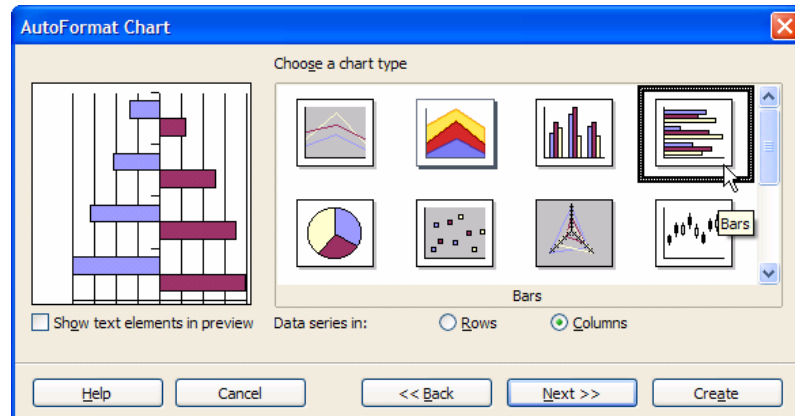 AutoFormat Chart
Choose a chart type
Bars
Bars
Show text elements in preview
Data series in:
Rows
Columns
Help
Cancel
<< Back
Next >>
Create